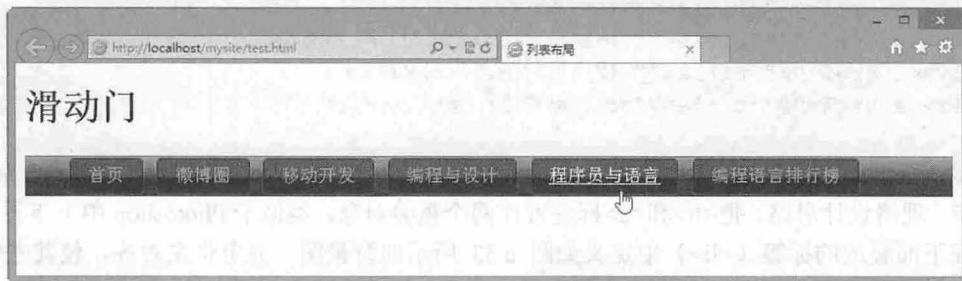 http://localhost/mysite/test.html
列表布局
滑动门
首页 微博圈 移动开发 编程与设计 程序员与语言 编程语言排行榜